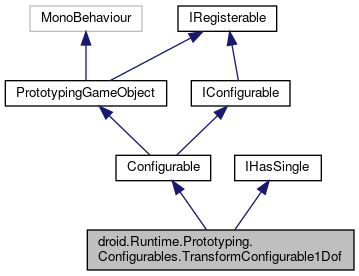 MonoBehaviour
IRegisterable
PrototypingGameObject
IConfigurable
Configurable
IHasSingle
droid.Runtime.Prototyping.
Configurables.TransformConfigurable1Dof